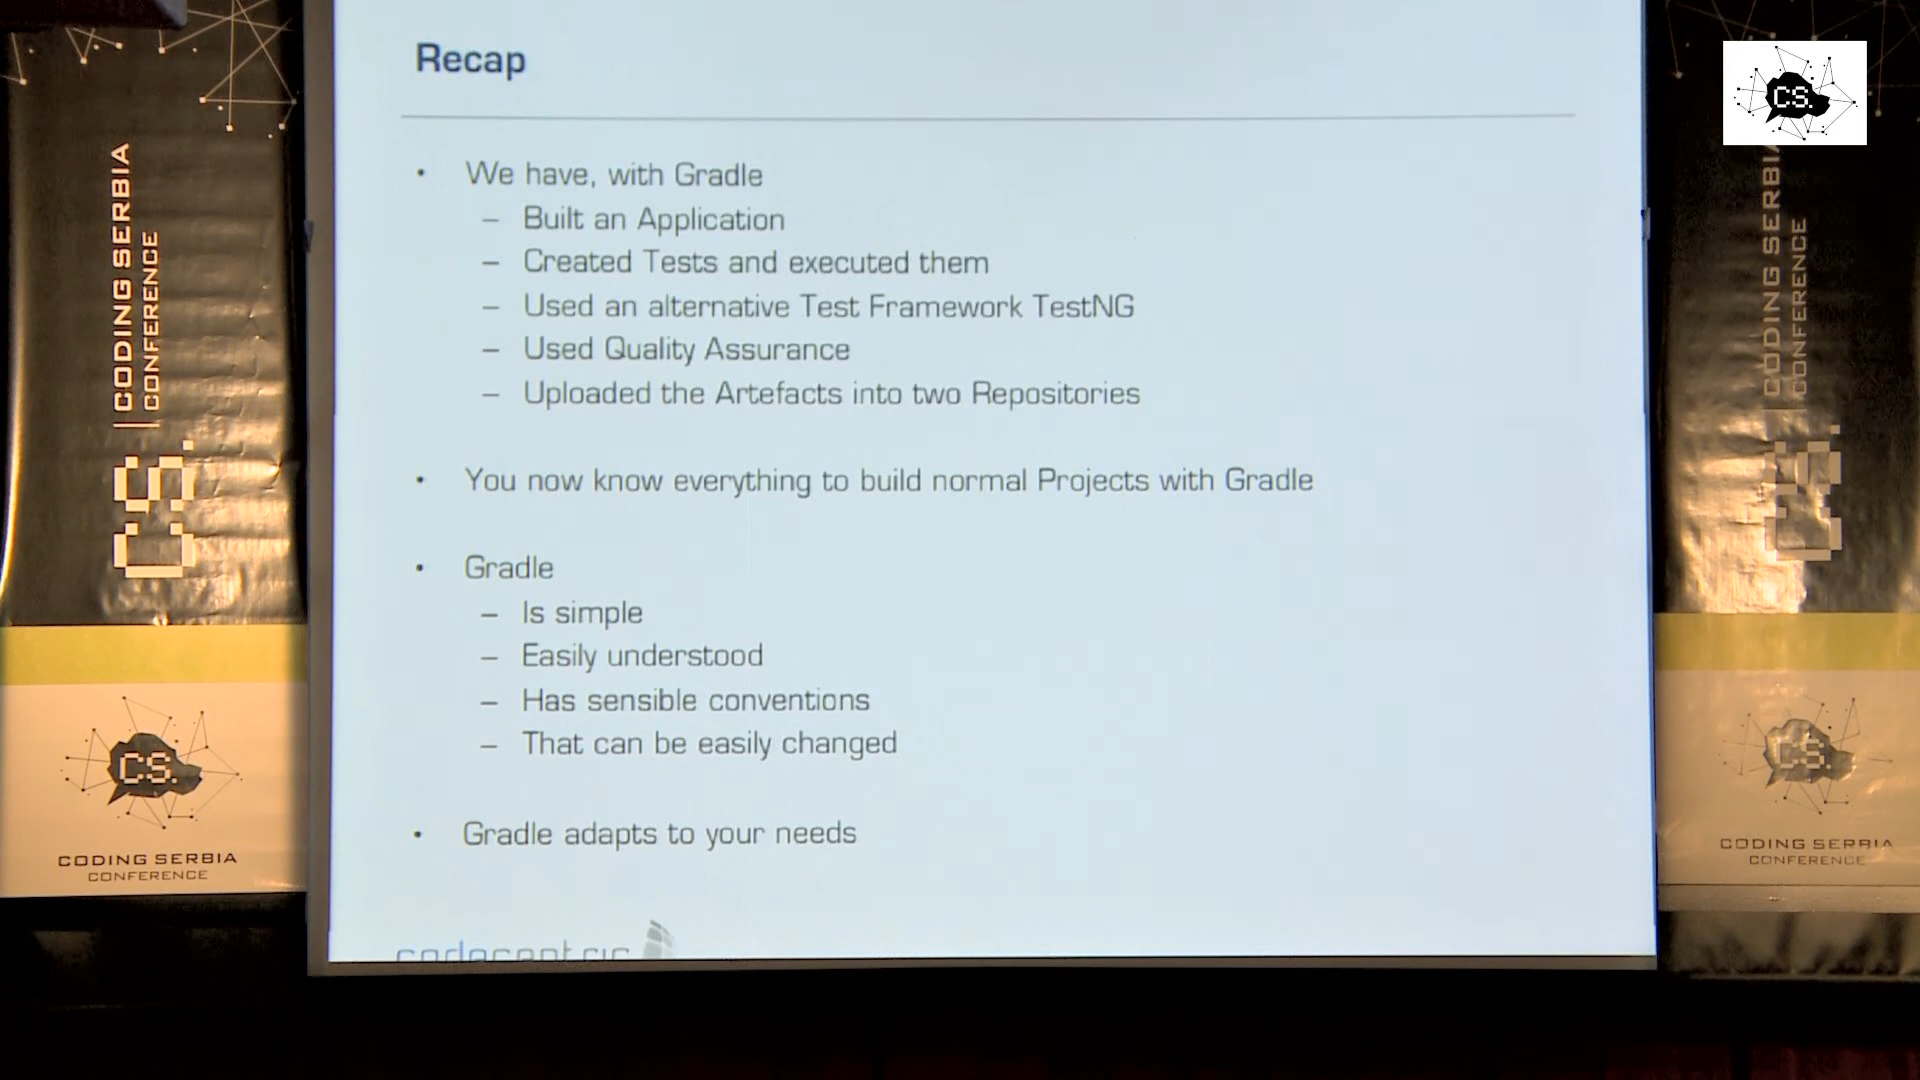 Recap
• We have, with Gradle
– Built an Application
– Created Tests and executed them
– Used an alternative Test Framework TestNG
– Used Quality Assurance
– Uploaded the Artefacts into two Repositories
• You now know everything to build normal Projects with Gradle
• Gradle
– Is simple
– Easily understood
– Has sensible conventions
– That can be easily changed
• Gradle adapts to your needs
codecentric
CS. | CODING SERBIA
CONFERENCE
CS.
CODING SERBIA
CONFERENCE
CS.
CS. | CODING SERBIA
CONFERENCE
CS.
CODING SERBIA
CONFERENCE